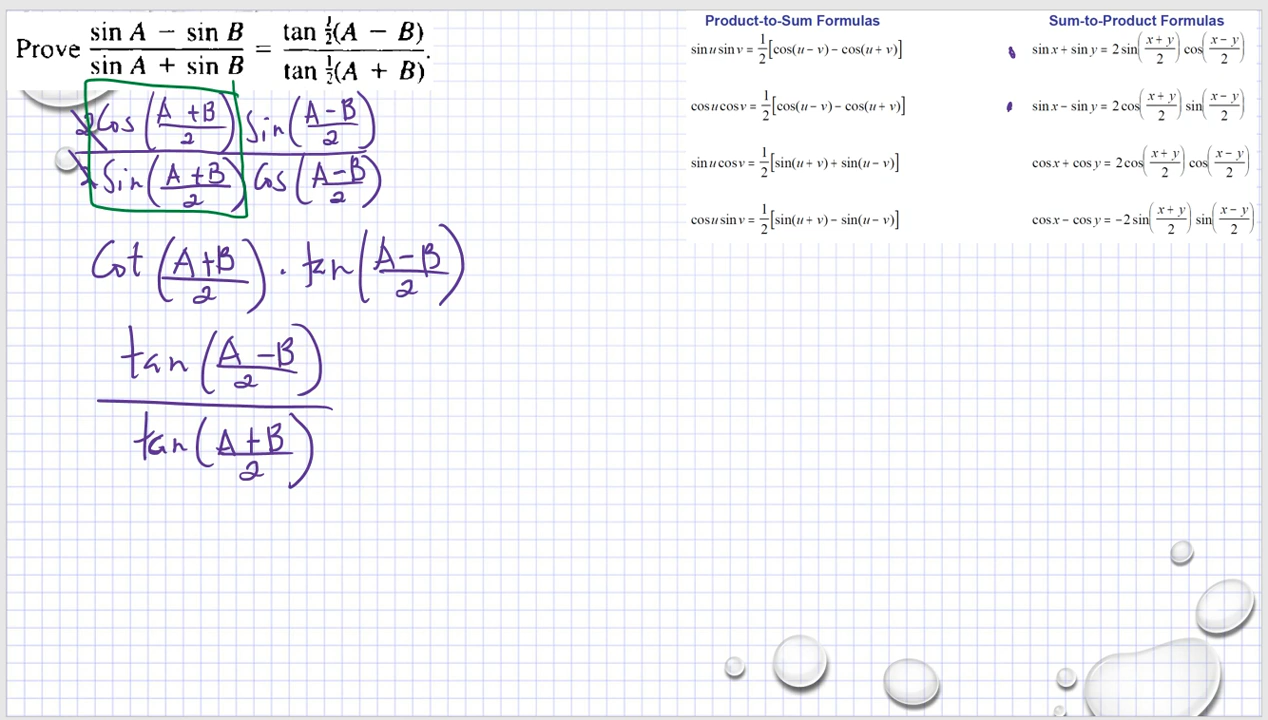 Prove (sin A − sin B)/(sin A + sin B) = (tan ½(A − B))/(tan ½(A + B)).
(2Cos((A+B)/2) Sin((A−B)/2))/(2Sin((A+B)/2) Cos((A−B)/2))
Cot((A+B)/2) · tan((A−B)/2)
tan((A−B)/2)
tan((A+B)/2)
Product-to-Sum Formulas
sin u sin v = 1/2[cos(u − v) − cos(u + v)]
cos u cos v = 1/2[cos(u − v) − cos(u + v)]
sin u cos v = 1/2[sin(u + v) + sin(u − v)]
cos u sin v = 1/2[sin(u + v) − sin(u − v)]
Sum-to-Product Formulas
sin x + sin y = 2 sin((x + y)/2) cos((x − y)/2)
sin x − sin y = 2 cos((x + y)/2) sin((x − y)/2)
cos x + cos y = 2 cos((x + y)/2) cos((x − y)/2)
cos x − cos y = −2 sin((x + y)/2) sin((x − y)/2)